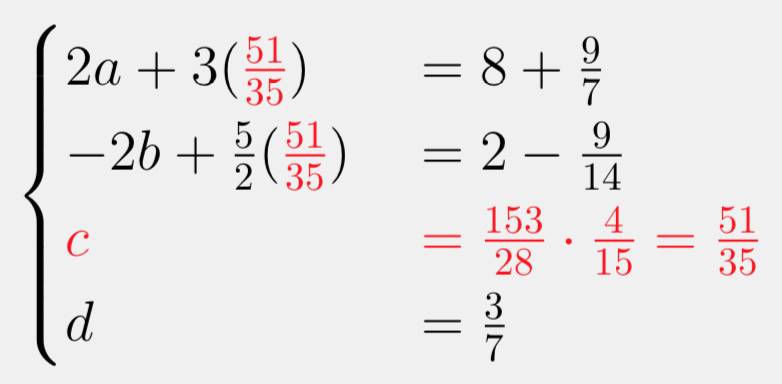 2a + 3(51/35) = 8 + 9/7
−2b + 5/2(51/35) = 2 − 9/14
c = 153/28 · 4/15 = 51/35
d = 3/7